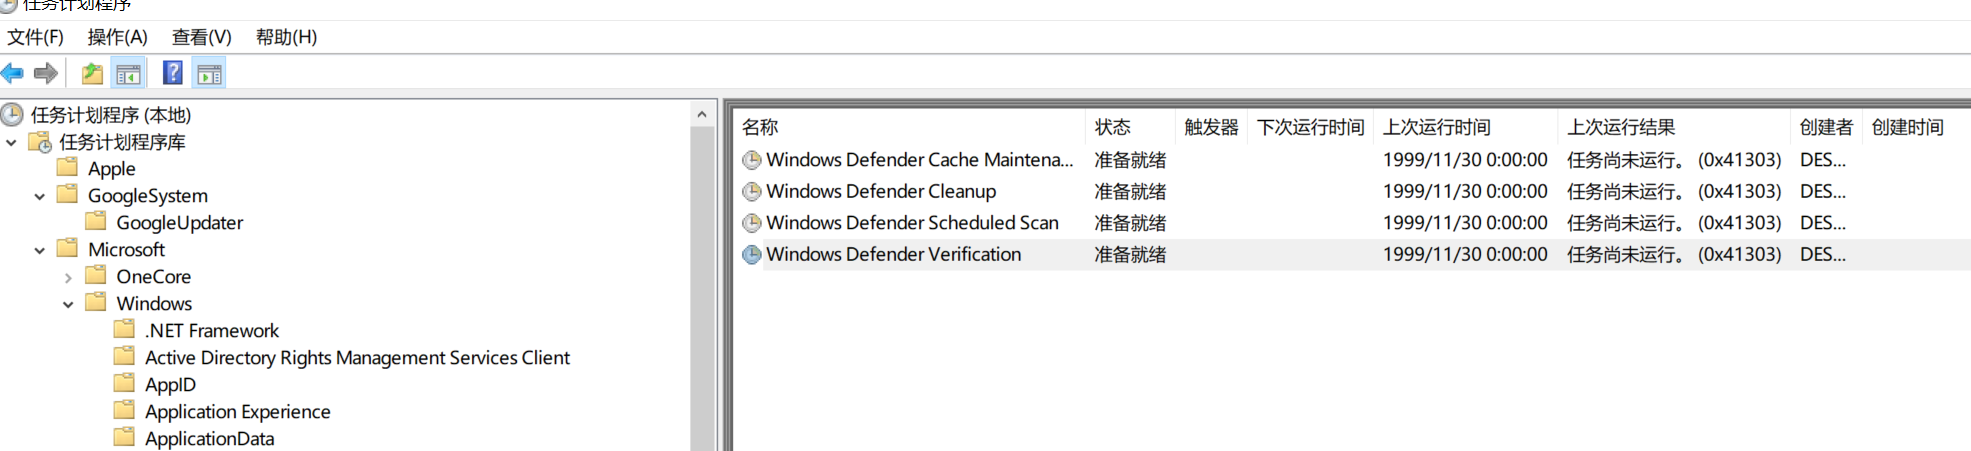 任务计划程序
文件(F) 操作(A) 查看(V) 帮助(H)
任务计划程序 (本地)
任务计划程序库
Apple
GoogleSystem
GoogleUpdater
Microsoft
OneCore
Windows
.NET Framework
Active Directory Rights Management Services Client
AppID
Application Experience
ApplicationData
名称 状态 触发器 下次运行时间 上次运行时间 上次运行结果 创建者 创建时间
Windows Defender Cache Maintena... 准备就绪 1999/11/30 0:00:00 任务尚未运行。 (0x41303) DES...
Windows Defender Cleanup 准备就绪 1999/11/30 0:00:00 任务尚未运行。 (0x41303) DES...
Windows Defender Scheduled Scan 准备就绪 1999/11/30 0:00:00 任务尚未运行。 (0x41303) DES...
Windows Defender Verification 准备就绪 1999/11/30 0:00:00 任务尚未运行。 (0x41303) DES...